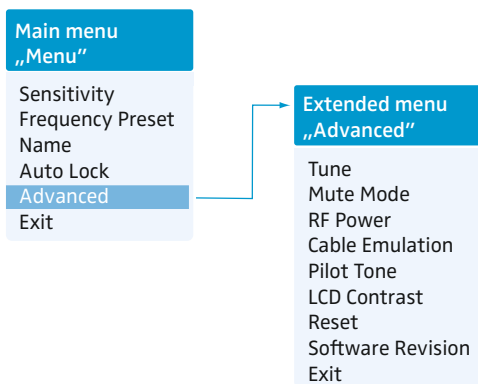 Main menu
„Menu”
Sensitivity
Frequency Preset
Name
Auto Lock
Advanced
Exit
Extended menu
„Advanced”
Tune
Mute Mode
RF Power
Cable Emulation
Pilot Tone
LCD Contrast
Reset
Software Revision
Exit